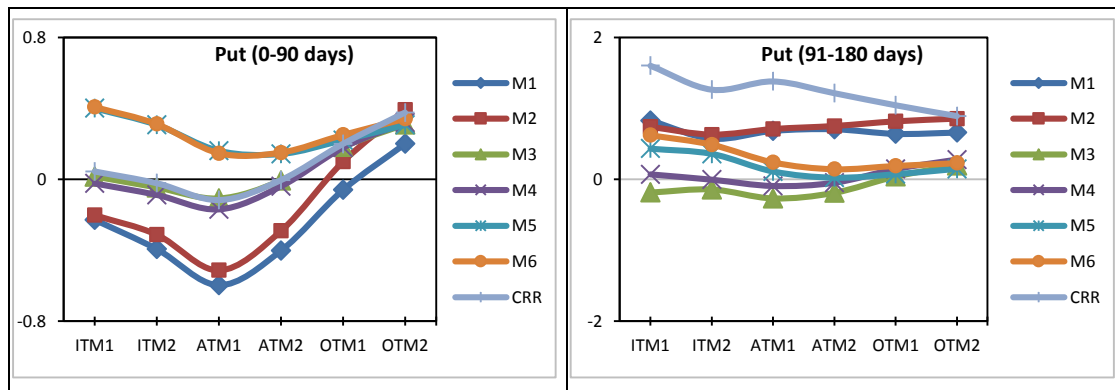 Put (0-90 days)
0.8
0
-0.8
ITM1 ITM2 ATM1 ATM2 OTM1 OTM2
M1
M2
M3
M4
M5
M6
CRR
Put (91-180 days)
2
0
-2
ITM1 ITM2 ATM1 ATM2 OTM1 OTM2
M1
M2
M3
M4
M5
M6
CRR